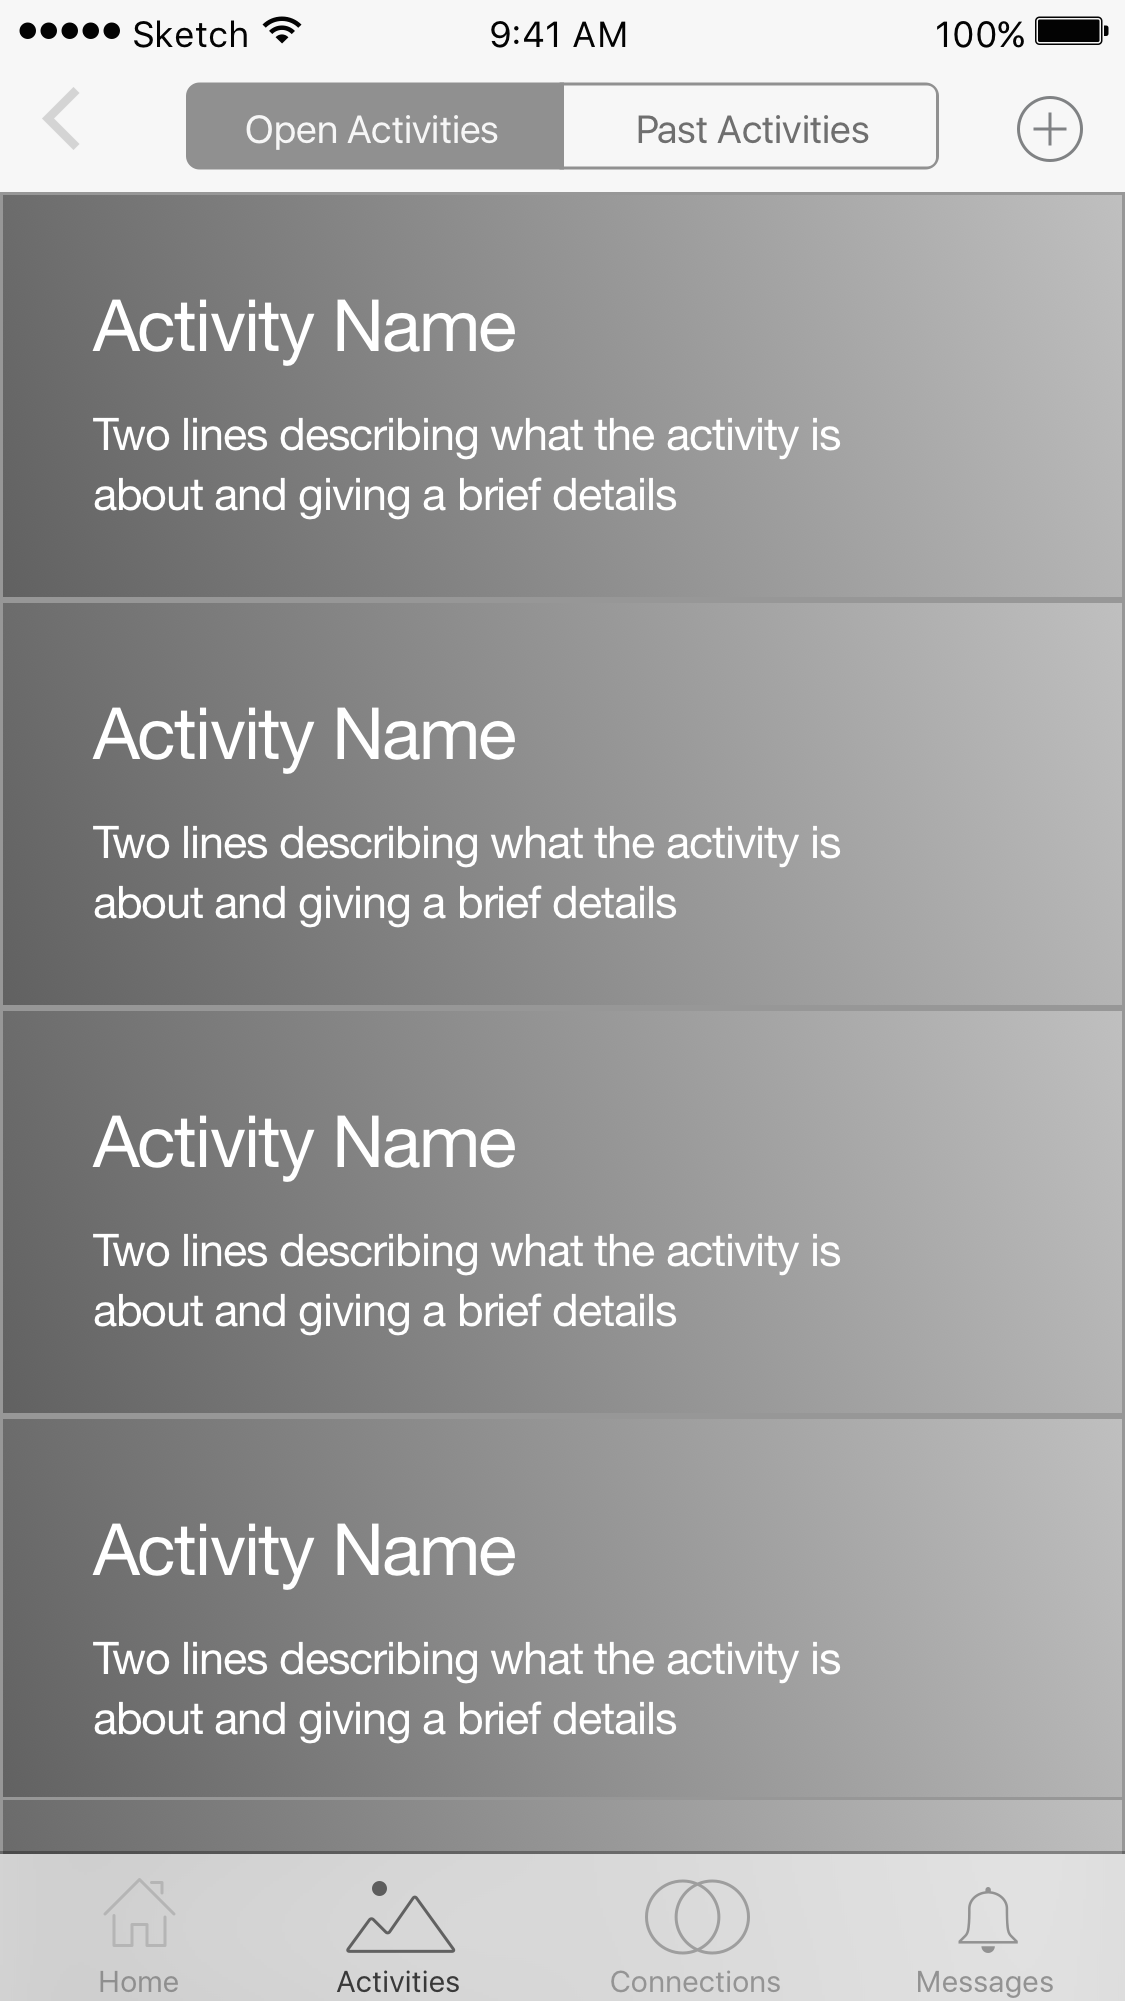 Sketch 9:41 AM 100%
Open Activities Past Activities
Activity Name
Two lines describing what the activity is
about and giving a brief details
Activity Name
Two lines describing what the activity is
about and giving a brief details
Activity Name
Two lines describing what the activity is
about and giving a brief details
Activity Name
Two lines describing what the activity is
about and giving a brief details
Home Activities Connections Messages